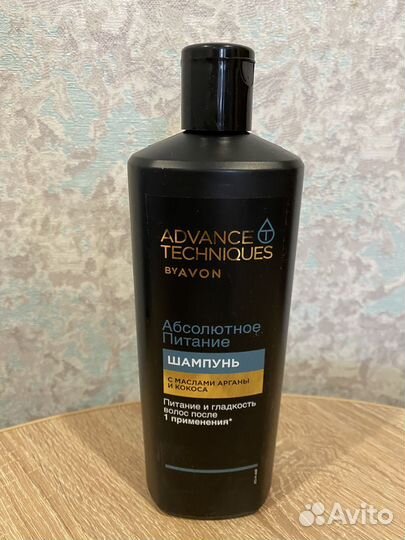 ADVANCE
TECHNIQUES
BY AVON
Абсолютное
Питание
ШАМПУНЬ
С МАСЛАМИ АРГАНЫ
И КОКОСА
Питание и гладкость
волос после
1 применения*
Avito